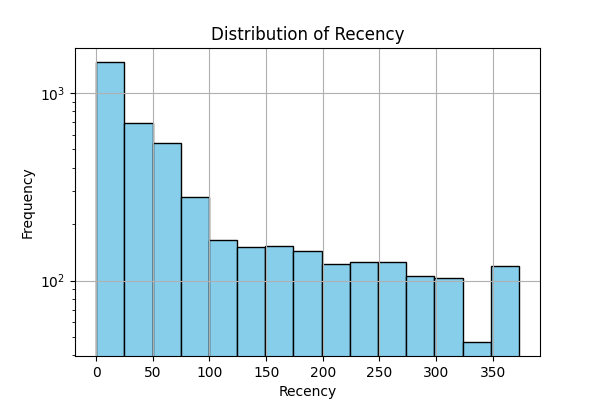 Distribution of Recency
10³
10²
Frequency
0 50 100 150 200 250 300 350
Recency